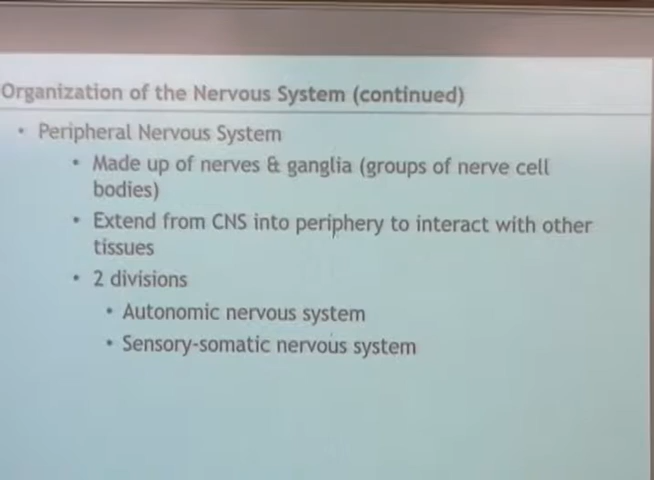 Organization of the Nervous System (continued)
• Peripheral Nervous System
• Made up of nerves & ganglia (groups of nerve cell
bodies)
• Extend from CNS into periphery to interact with other
tissues
• 2 divisions
• Autonomic nervous system
• Sensory-somatic nervous system